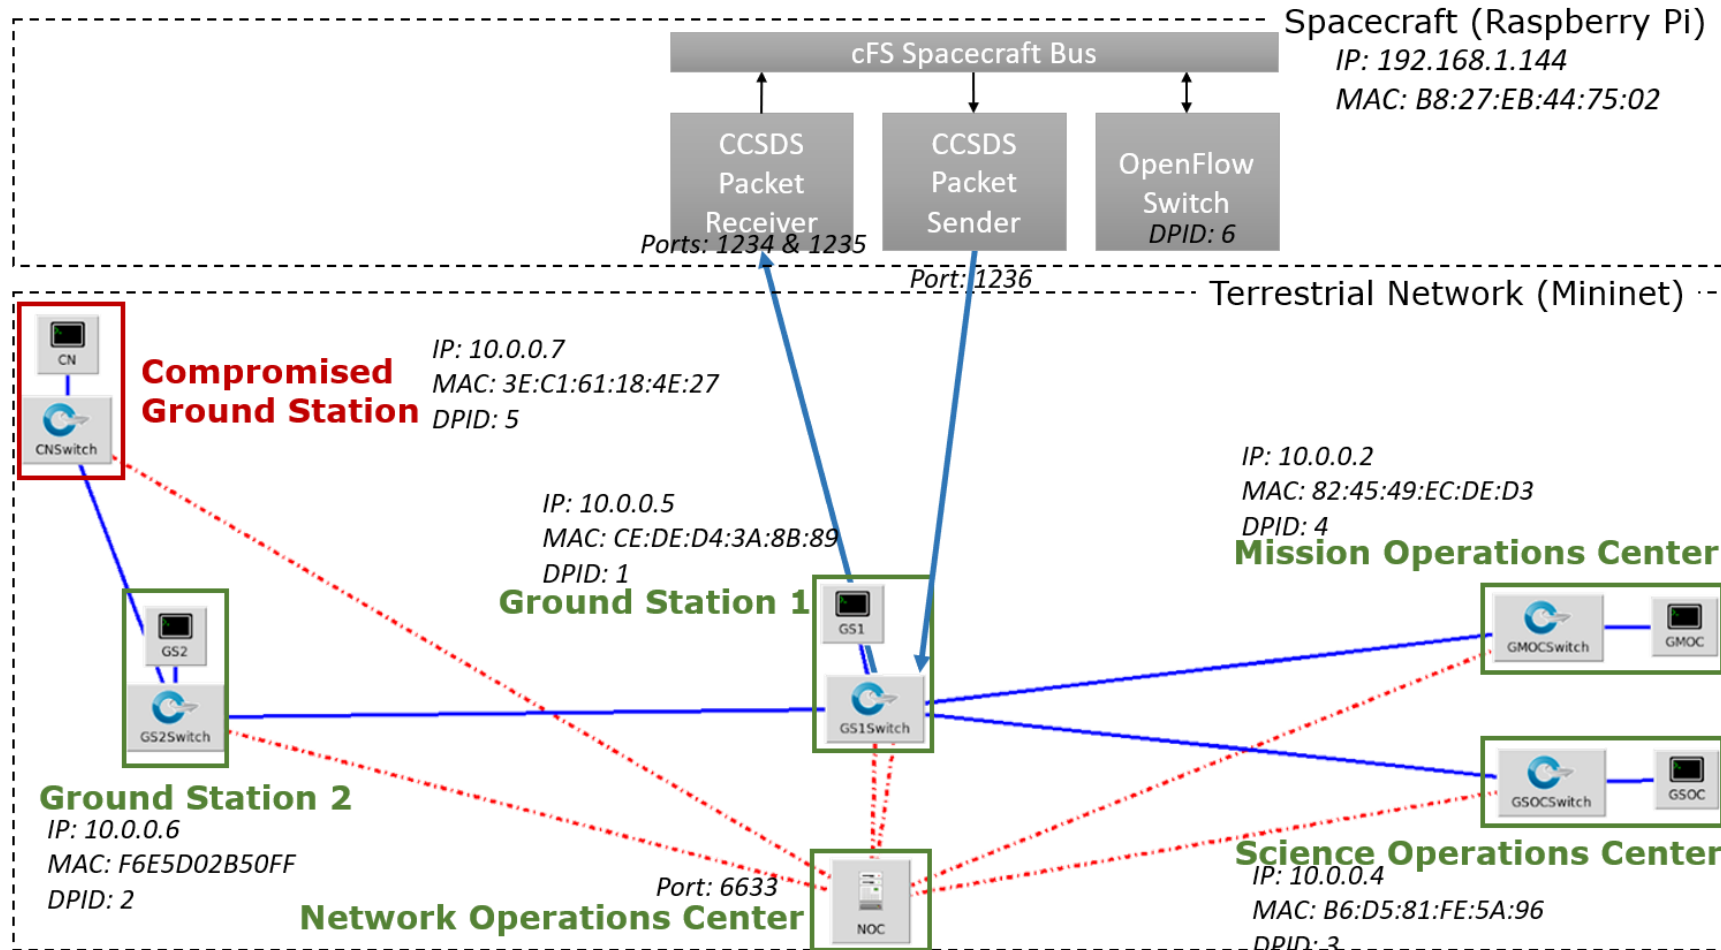 Spacecraft (Raspberry Pi)
IP: 192.168.1.144
MAC: B8:27:EB:44:75:02
cFS Spacecraft Bus
CCSDS
Packet
Receiver
Ports: 1234 & 1235
CCSDS
Packet
Sender
Port: 1236
OpenFlow
Switch
DPID: 6
Terrestrial Network (Mininet)
CN
CNSwitch
Compromised
Ground Station
IP: 10.0.0.7
MAC: 3E:C1:61:18:4E:27
DPID: 5
IP: 10.0.0.5
MAC: CE:DE:D4:3A:8B:89
DPID: 1
Ground Station 1
GS1
GS1Switch
IP: 10.0.0.2
MAC: 82:45:49:EC:DE:D3
DPID: 4
Mission Operations Center
GMOCSwitch
GMOC
GS2
GS2Switch
Ground Station 2
IP: 10.0.0.6
MAC: F6E5D02B50FF
DPID: 2
GSOCSwitch
GSOC
Science Operations Center
IP: 10.0.0.4
MAC: B6:D5:81:FE:5A:96
DPID: 3
Port: 6633
Network Operations Center
NOC